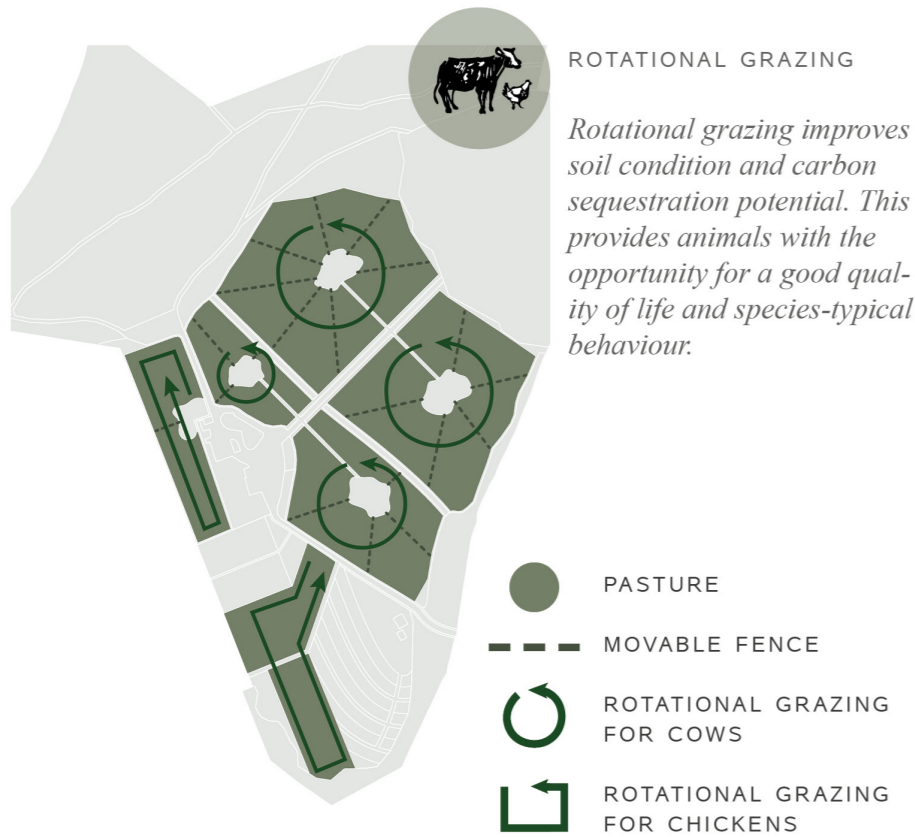 ROTATIONAL GRAZING
Rotational grazing improves
soil condition and carbon
sequestration potential. This
provides animals with the
opportunity for a good qual-
ity of life and species-typical
behaviour.
PASTURE
MOVABLE FENCE
ROTATIONAL GRAZING
FOR COWS
ROTATIONAL GRAZING
FOR CHICKENS